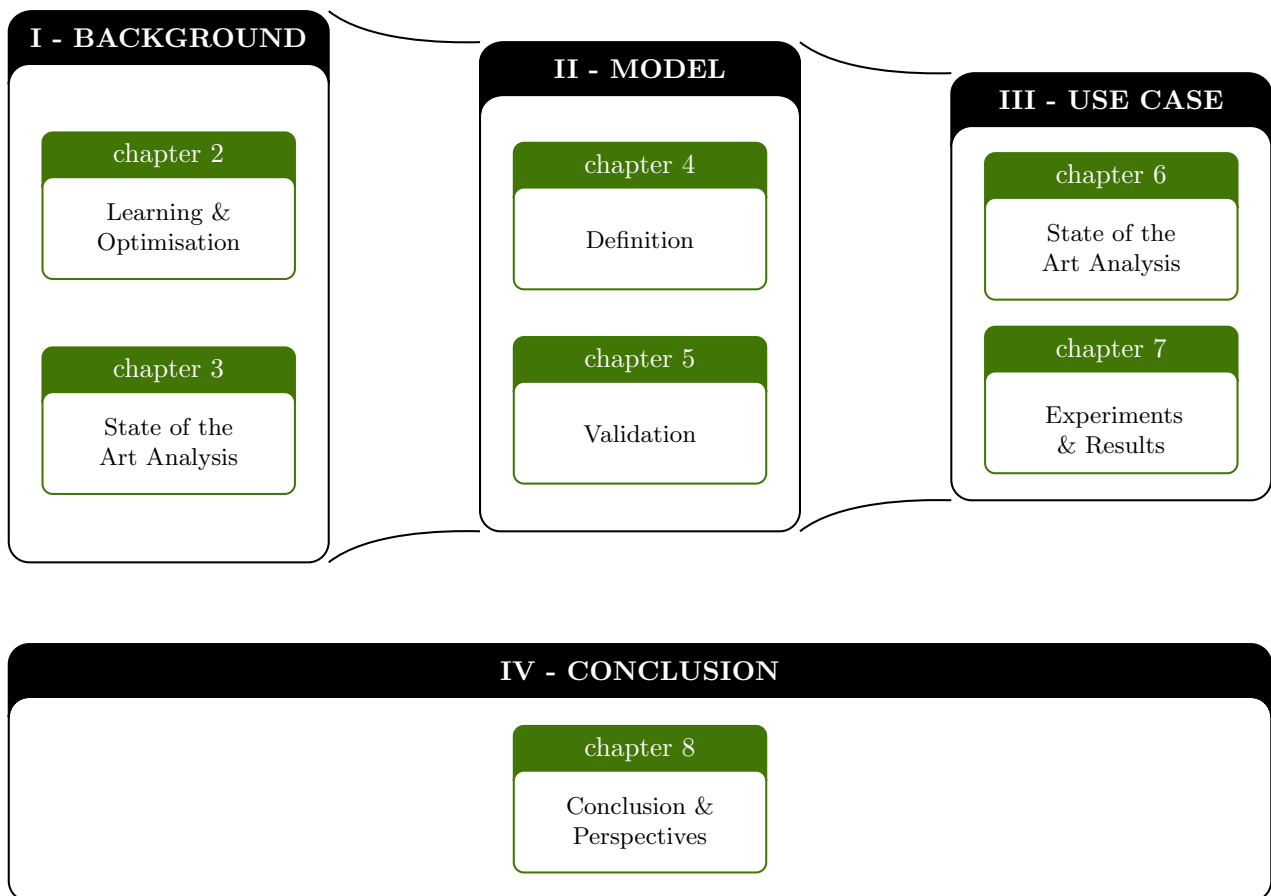 I - BACKGROUND
chapter 2
Learning &
Optimisation
chapter 3
State of the
Art Analysis
II - MODEL
chapter 4
Definition
chapter 5
Validation
III - USE CASE
chapter 6
State of the
Art Analysis
chapter 7
Experiments
& Results
IV - CONCLUSION
chapter 8
Conclusion &
Perspectives